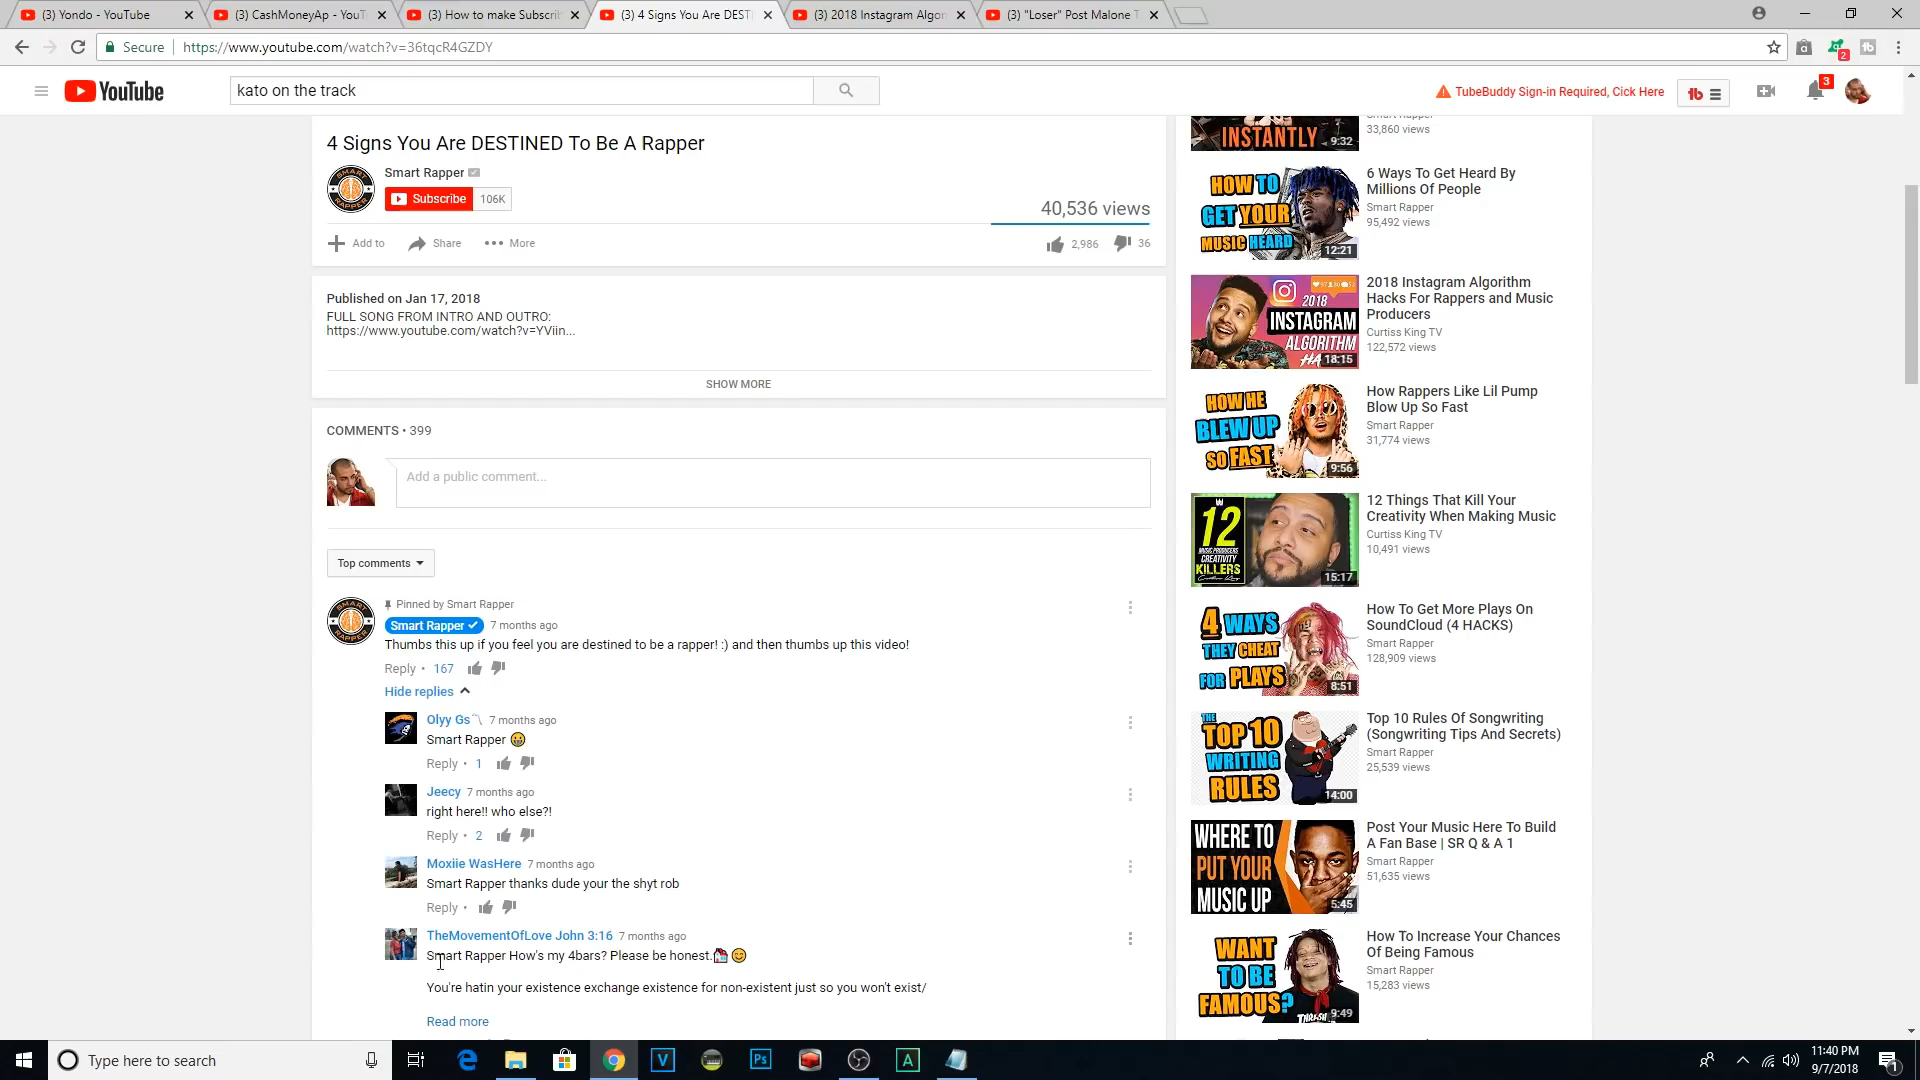 (3) Yondo - YouTube
(3) CashMoneyAp - YouT
(3) How to make Subscri
(3) 4 Signs You Are DEST
(3) 2018 Instagram Algor
(3) "Loser" Post Malone T
Secure
https://www.youtube.com/watch?v=36tqcR4GZDY
2
YouTube
kato on the track
TubeBuddy Sign-in Required, Cick Here
tb
3
4 Signs You Are DESTINED To Be A Rapper
Smart Rapper
Subscribe 106K
40,536 views
Add to Share More
2,986 36
Published on Jan 17, 2018
FULL SONG FROM INTRO AND OUTRO:
https://www.youtube.com/watch?v=YViin...
SHOW MORE
COMMENTS • 399
Add a public comment...
Top comments
Pinned by Smart Rapper
Smart Rapper 7 months ago
Thumbs this up if you feel you are destined to be a rapper! :) and then thumbs up this video!
Reply • 167
Hide replies
Olyy Gs 7 months ago
Smart Rapper 😀
Reply • 1
Jeecy 7 months ago
right here!! who else?!
Reply • 2
Moxiie WasHere 7 months ago
Smart Rapper thanks dude your the shyt rob
Reply •
TheMovementOfLove John 3:16 7 months ago
Smart Rapper How's my 4bars? Please be honest.🏠😊
You're hatin your existence exchange existence for non-existent just so you won't exist/
Read more
INSTANTLY
9:32
33,860 views
HOW TO
GET YOUR
MUSIC HEARD
12:21
6 Ways To Get Heard By
Millions Of People
Smart Rapper
95,492 views
2018
INSTAGRAM
ALGORITHM
18:15
2018 Instagram Algorithm
Hacks For Rappers and Music
Producers
Curtiss King TV
122,572 views
HOW HE
BLEW UP
SO FAST
9:56
How Rappers Like Lil Pump
Blow Up So Fast
Smart Rapper
31,774 views
12
MUSIC PRODUCERS
CREATIVITY
KILLERS
15:17
12 Things That Kill Your
Creativity When Making Music
Curtiss King TV
10,491 views
4 WAYS
THEY CHEAT
FOR PLAYS
8:51
How To Get More Plays On
SoundCloud (4 HACKS)
Smart Rapper
128,909 views
THE
TOP 10
WRITING
RULES
14:00
Top 10 Rules Of Songwriting
(Songwriting Tips And Secrets)
Smart Rapper
25,539 views
WHERE TO
PUT YOUR
MUSIC UP
5:45
Post Your Music Here To Build
A Fan Base | SR Q & A 1
Smart Rapper
51,635 views
WANT
TO BE
FAMOUS?
9:49
How To Increase Your Chances
Of Being Famous
Smart Rapper
15,283 views
Type here to search
11:40 PM
9/7/2018
1